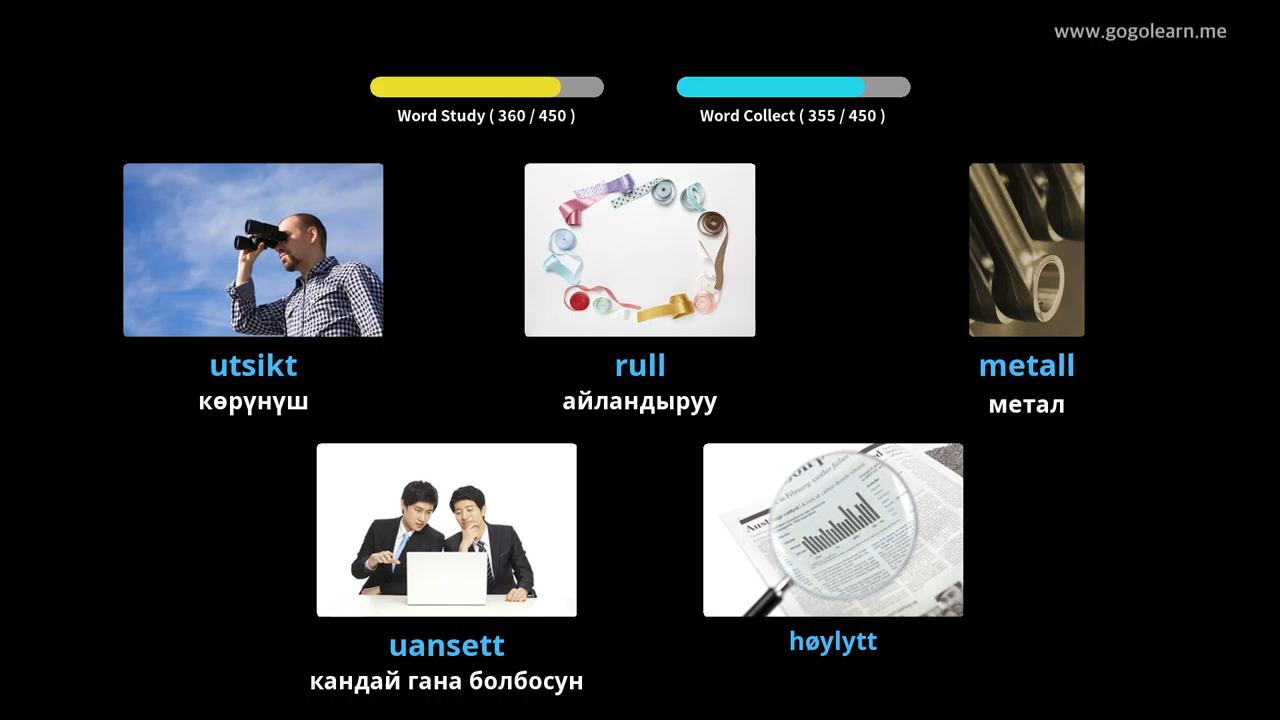 www.gogolearn.me
Word Study ( 360 / 450 )
Word Collect ( 355 / 450 )
utsikt
көрүнүш
rull
айландыруу
metall
метал
uansett
кандай гана болбосун
høylytt